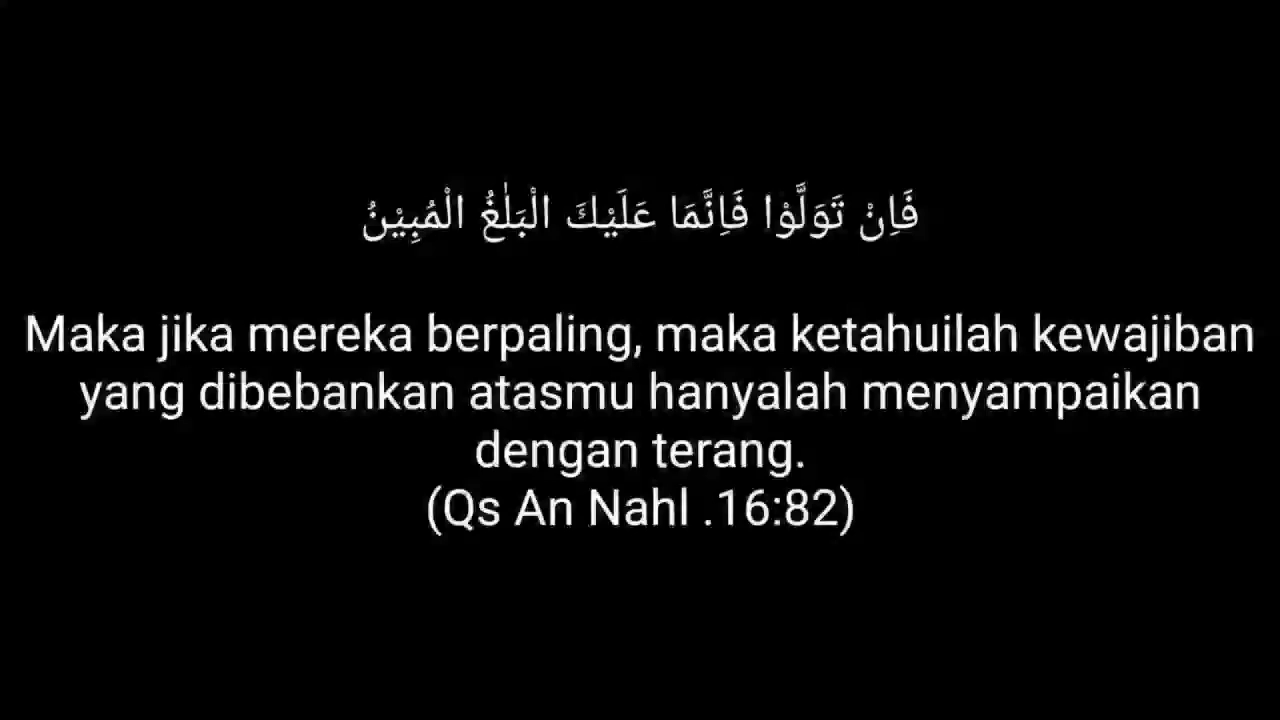 فَاِنْ تَوَلَّوْا فَاِنَّمَا عَلَيْكَ الْبَلٰغُ الْمُبِيْنُ
Maka jika mereka berpaling, maka ketahuilah kewajiban
yang dibebankan atasmu hanyalah menyampaikan
dengan terang.
(Qs An Nahl .16:82)